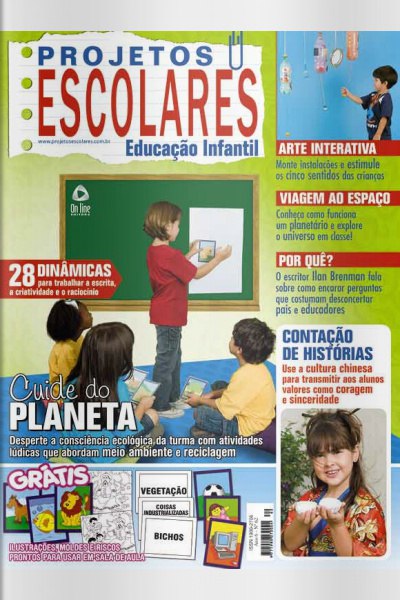 PROJETOS
ESCOLARES
www.projetosescolares.com.br
Educação Infantil
On line
EDITORA
28 DINÂMICAS
para trabalhar a escrita,
a criatividade e o raciocínio
Cuide do
PLANETA
Desperte a consciência ecológica da turma com atividades
lúdicas que abordam meio ambiente e reciclagem
GRÁTIS
VEGETAÇÃO
COISAS
INDUSTRIALIZADAS
BICHOS
ILUSTRAÇÕES, MOLDES E RISCOS
PRONTOS PARA USAR EM SALA DE AULA
ARTE INTERATIVA
Monte instalações e estimule
os cinco sentidos das crianças
VIAGEM AO ESPAÇO
Conheça como funciona
um planetário e explore
o universo em classe!
POR QUÊ?
O escritor Ilan Brenman fala
sobre como encarar perguntas
que costumam desconcertar
pais e educadores
CONTAÇÃO
DE HISTÓRIAS
Use a cultura chinesa
para transmitir aos alunos
valores como coragem
e sinceridade